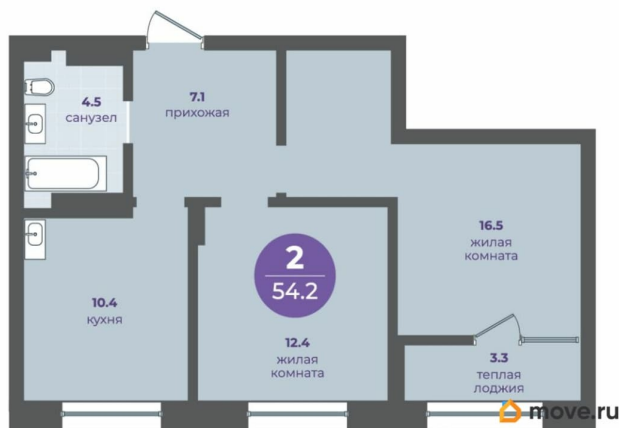 4.5
санузел
7.1
прихожая
16.5
жилая
комната
2
54.2
10.4
кухня
12.4
жилая
комната
3.3
теплая
лоджия
move.ru